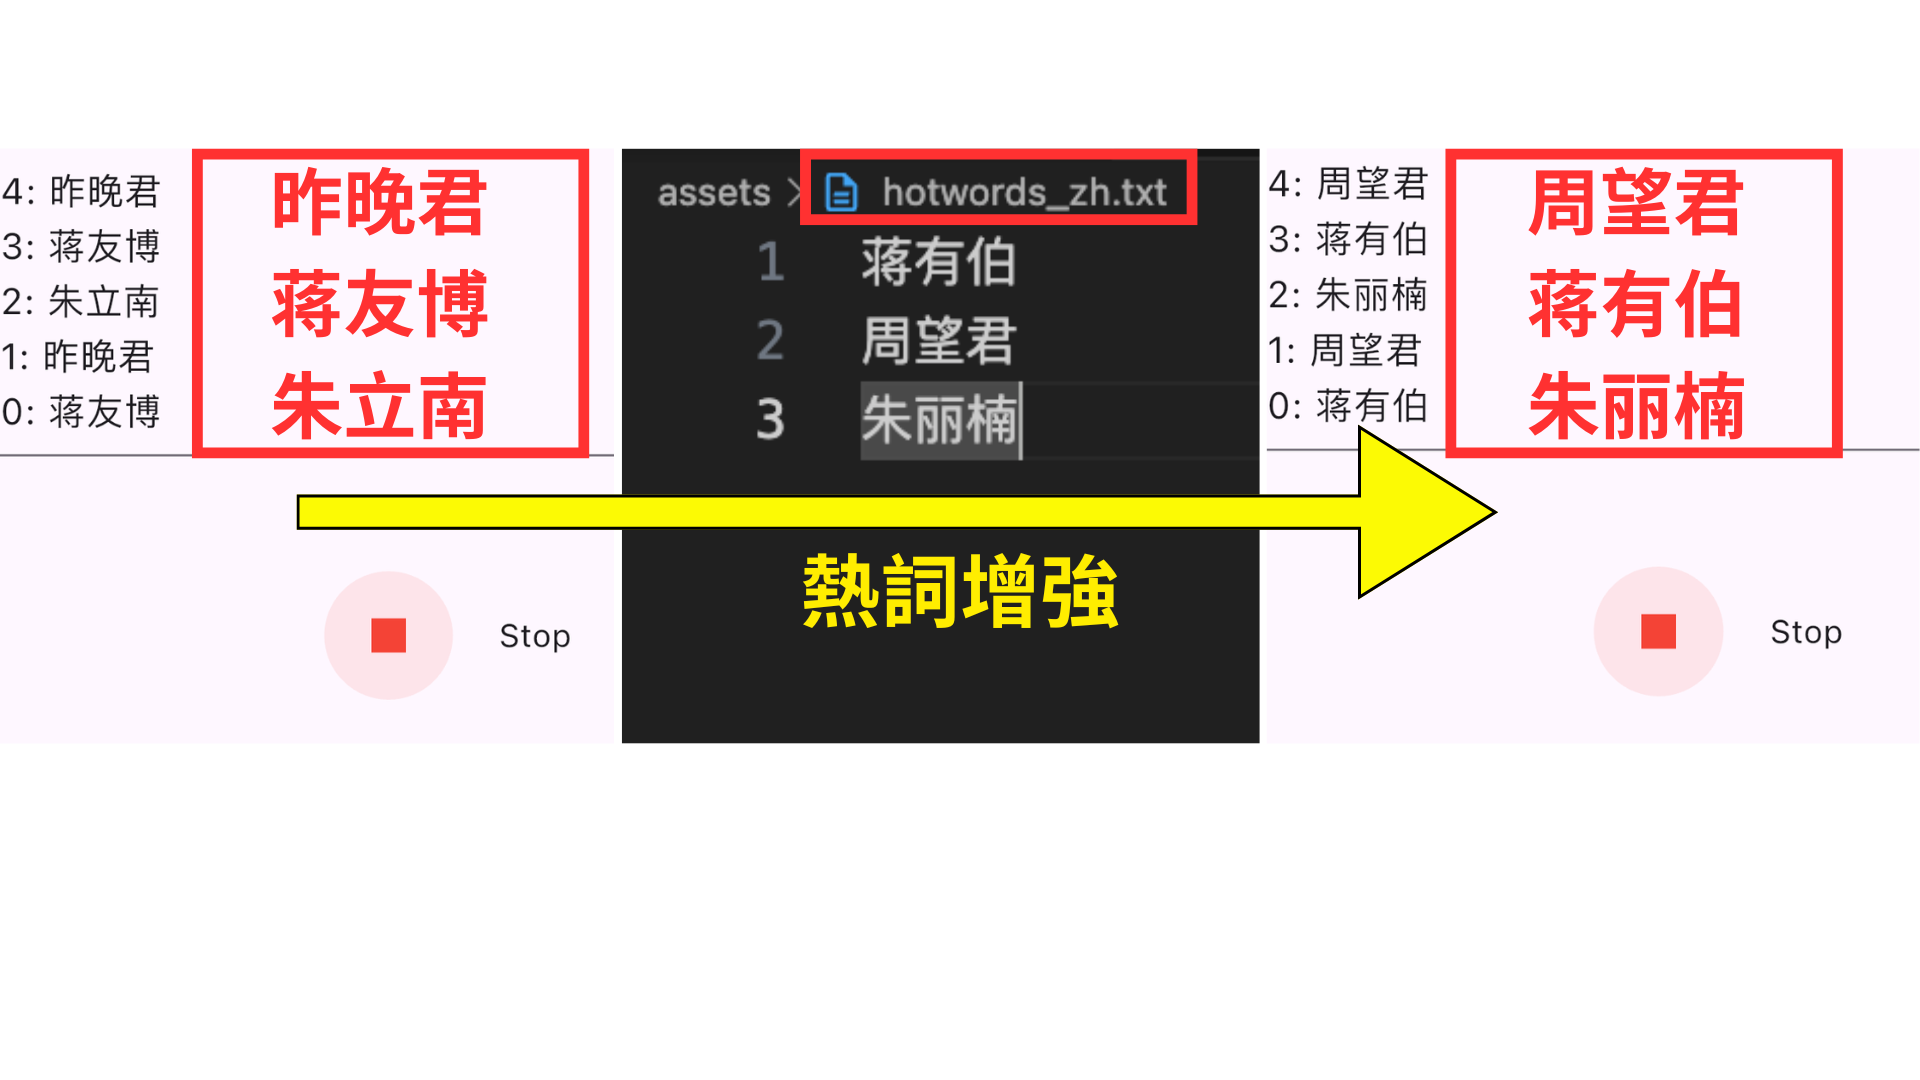 4: 昨晚君
3: 蒋友博
2: 朱立南
1: 昨晚君
0: 蒋友博
昨晚君
蒋友博
朱立南
Stop
assets > hotwords_zh.txt
1 蒋有伯
2 周望君
3 朱丽楠
熱詞增強
4: 周望君
3: 蒋有伯
2: 朱丽楠
1: 周望君
0: 蒋有伯
周望君
蒋有伯
朱丽楠
Stop